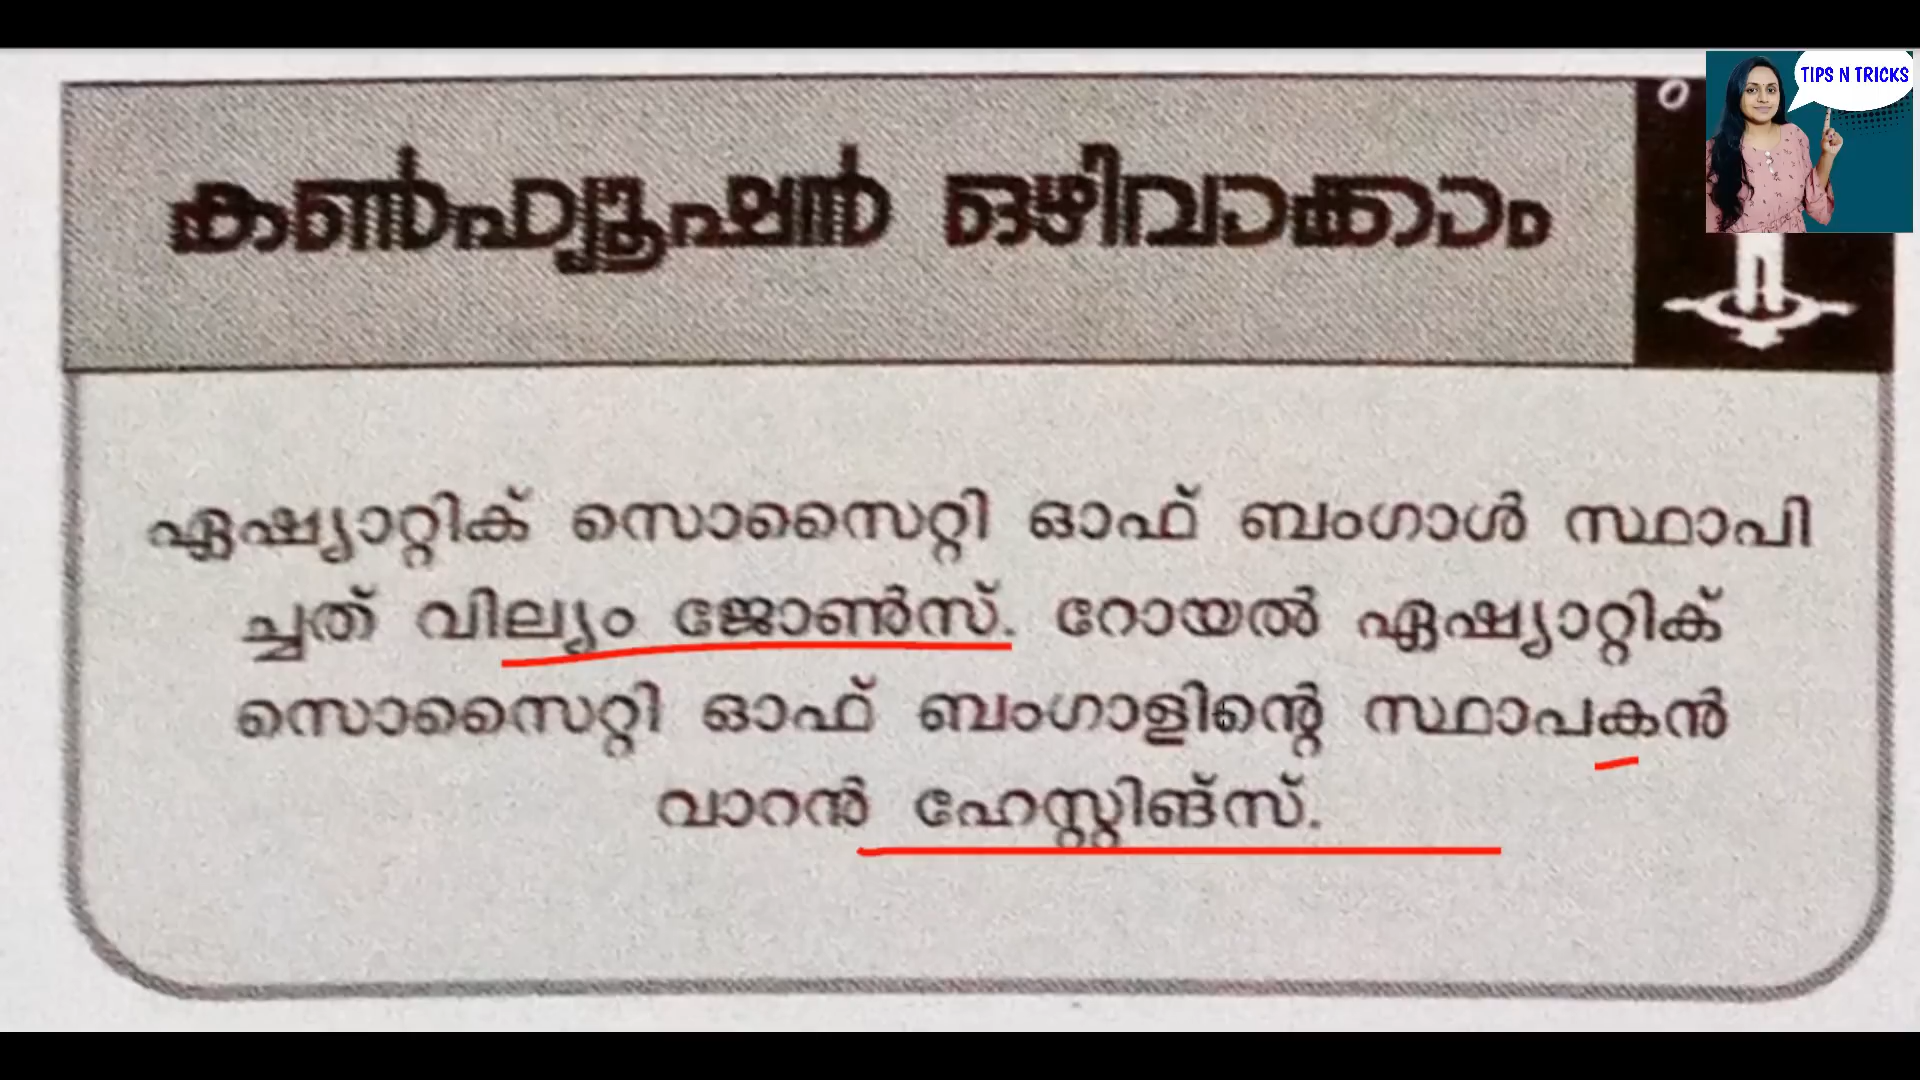 TIPS N TRICKS
കൺഫ്യൂഷൻ ഒഴിവാക്കാം
ഏഷ്യാറ്റിക് സൊസൈറ്റി ഓഫ് ബംഗാൾ സ്ഥാപി
ച്ചത് വില്യം ജോൺസ്. റോയൽ ഏഷ്യാറ്റിക്
സൊസൈറ്റി ഓഫ് ബംഗാളിന്റെ സ്ഥാപകൻ
വാറൻ ഹേസ്റ്റിങ്സ്.